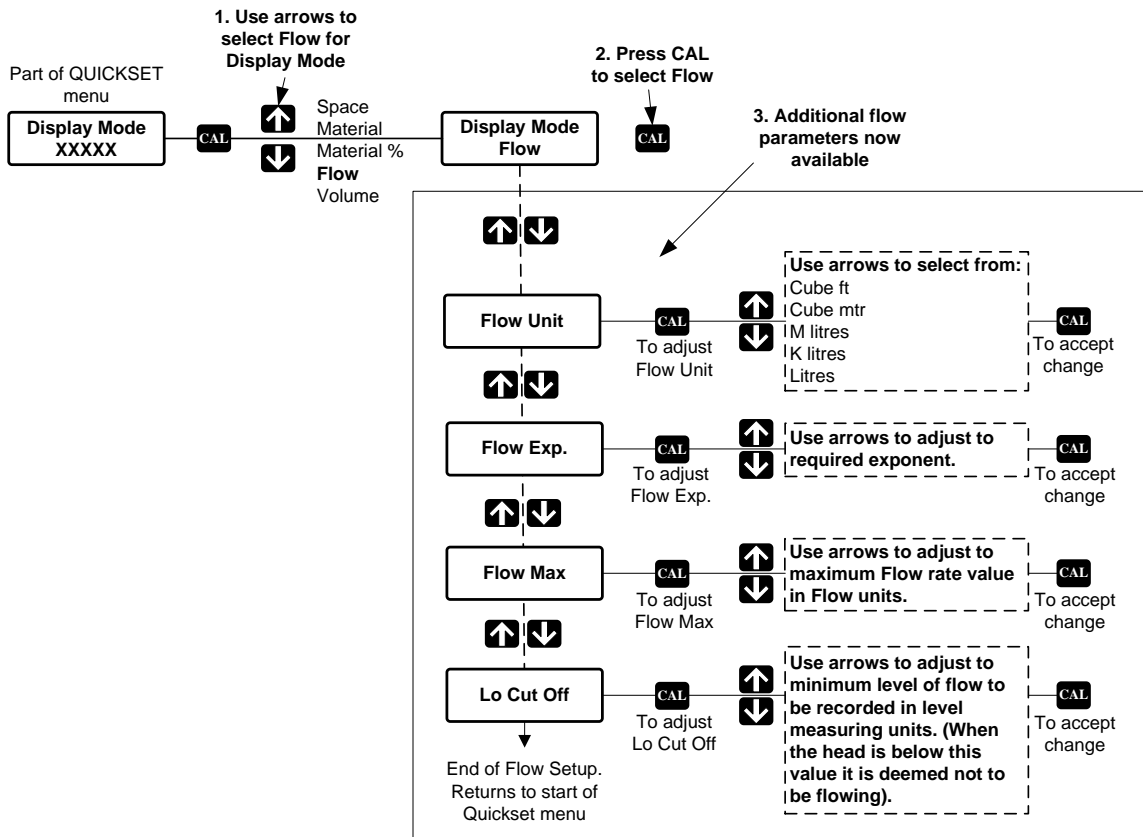 1. Use arrows to
select Flow for
Display Mode
2. Press CAL
to select Flow
Part of QUICKSET
menu
3. Additional flow
parameters now
available
Display Mode
XXXXX
CAL
Space
Material
Material %
Flow
Volume
Display Mode
Flow
CAL
Flow Unit
CAL
To adjust
Flow Unit
Use arrows to select from:
Cube ft
Cube mtr
M litres
K litres
Litres
CAL
To accept
change
Flow Exp.
CAL
To adjust
Flow Exp.
Use arrows to adjust to
required exponent.
CAL
To accept
change
Flow Max
CAL
To adjust
Flow Max
Use arrows to adjust to
maximum Flow rate value
in Flow units.
CAL
To accept
change
Lo Cut Off
CAL
To adjust
Lo Cut Off
Use arrows to adjust to
minimum level of flow to
be recorded in level
measuring units. (When
the head is below this
value it is deemed not to
be flowing).
CAL
To accept
change
End of Flow Setup.
Returns to start of
Quickset menu